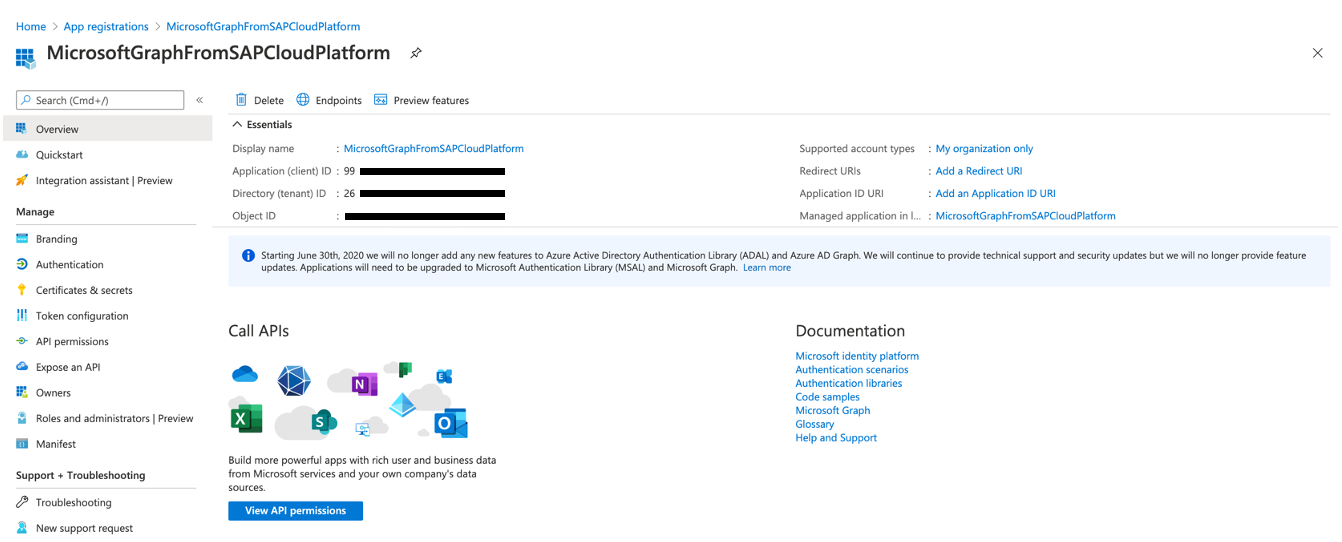 Home > App registrations > MicrosoftGraphFromSAPCloudPlatform
MicrosoftGraphFromSAPCloudPlatform
Search (Cmd+/)
«
Overview
Quickstart
Integration assistant | Preview
Manage
Branding
Authentication
Certificates & secrets
Token configuration
API permissions
Expose an API
Owners
Roles and administrators | Preview
Manifest
Support + Troubleshooting
Troubleshooting
New support request
Delete Endpoints Preview features
Essentials
Display name : MicrosoftGraphFromSAPCloudPlatform
Application (client) ID : 99
Directory (tenant) ID : 26
Object ID :
Supported account types : My organization only
Redirect URIs : Add a Redirect URI
Application ID URI : Add an Application ID URI
Managed application in l... : MicrosoftGraphFromSAPCloudPlatform
Starting June 30th, 2020 we will no longer add any new features to Azure Active Directory Authentication Library (ADAL) and Azure AD Graph. We will continue to provide technical support and security updates but we will no longer provide feature
updates. Applications will need to be upgraded to Microsoft Authentication Library (MSAL) and Microsoft Graph. Learn more
Call APIs
N
X
S
E
O
Build more powerful apps with rich user and business data
from Microsoft services and your own company's data
sources.
View API permissions
Documentation
Microsoft identity platform
Authentication scenarios
Authentication libraries
Code samples
Microsoft Graph
Glossary
Help and Support